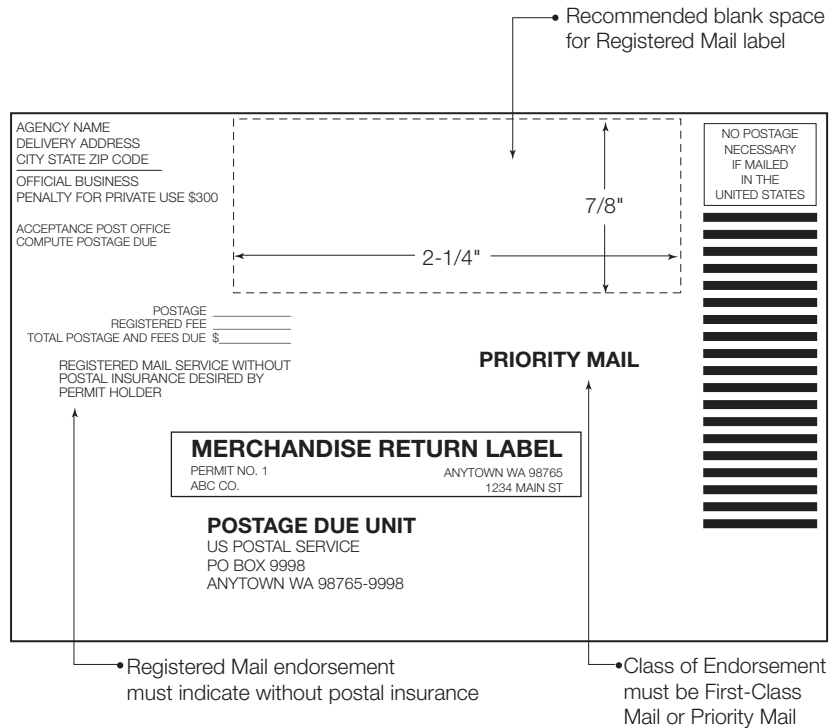 Recommended blank space
for Registered Mail label
AGENCY NAME
DELIVERY ADDRESS
CITY STATE ZIP CODE
OFFICIAL BUSINESS
PENALTY FOR PRIVATE USE $300
ACCEPTANCE POST OFFICE
COMPUTE POSTAGE DUE
7/8"
2-1/4"
NO POSTAGE
NECESSARY
IF MAILED
IN THE
UNITED STATES
POSTAGE
REGISTERED FEE
TOTAL POSTAGE AND FEES DUE $
REGISTERED MAIL SERVICE WITHOUT
POSTAL INSURANCE DESIRED BY
PERMIT HOLDER
PRIORITY MAIL
MERCHANDISE RETURN LABEL
PERMIT NO. 1 ANYTOWN WA 98765
ABC CO. 1234 MAIN ST
POSTAGE DUE UNIT
US POSTAL SERVICE
PO BOX 9998
ANYTOWN WA 98765-9998
Registered Mail endorsement
must indicate without postal insurance
Class of Endorsement
must be First-Class
Mail or Priority Mail